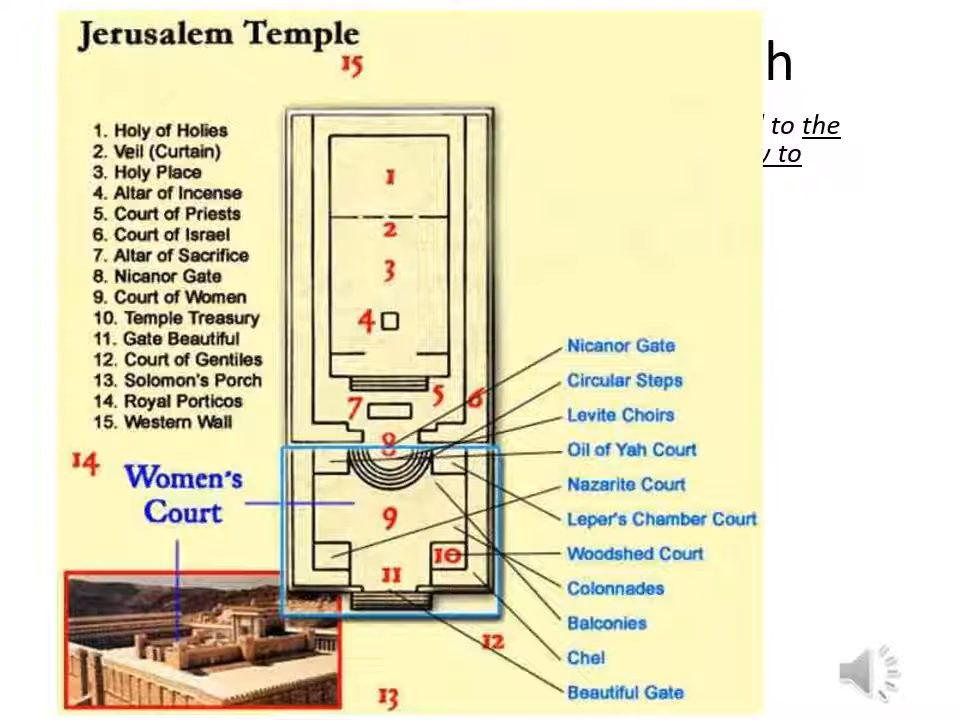 Jerusalem Temple
15
h
to the
to
1. Holy of Holies
2. Veil (Curtain)
3. Holy Place
4. Altar of Incense
5. Court of Priests
6. Court of Israel
7. Altar of Sacrifice
8. Nicanor Gate
9. Court of Women
10. Temple Treasury
11. Gate Beautiful
12. Court of Gentiles
13. Solomon's Porch
14. Royal Porticos
15. Western Wall
1
2
3
4
5
6
7
8
9
10
11
12
13
14
Women's
Court
Nicanor Gate
Circular Steps
Levite Choirs
Oil of Yah Court
Nazarite Court
Leper's Chamber Court
Woodshed Court
Colonnades
Balconies
Chel
Beautiful Gate